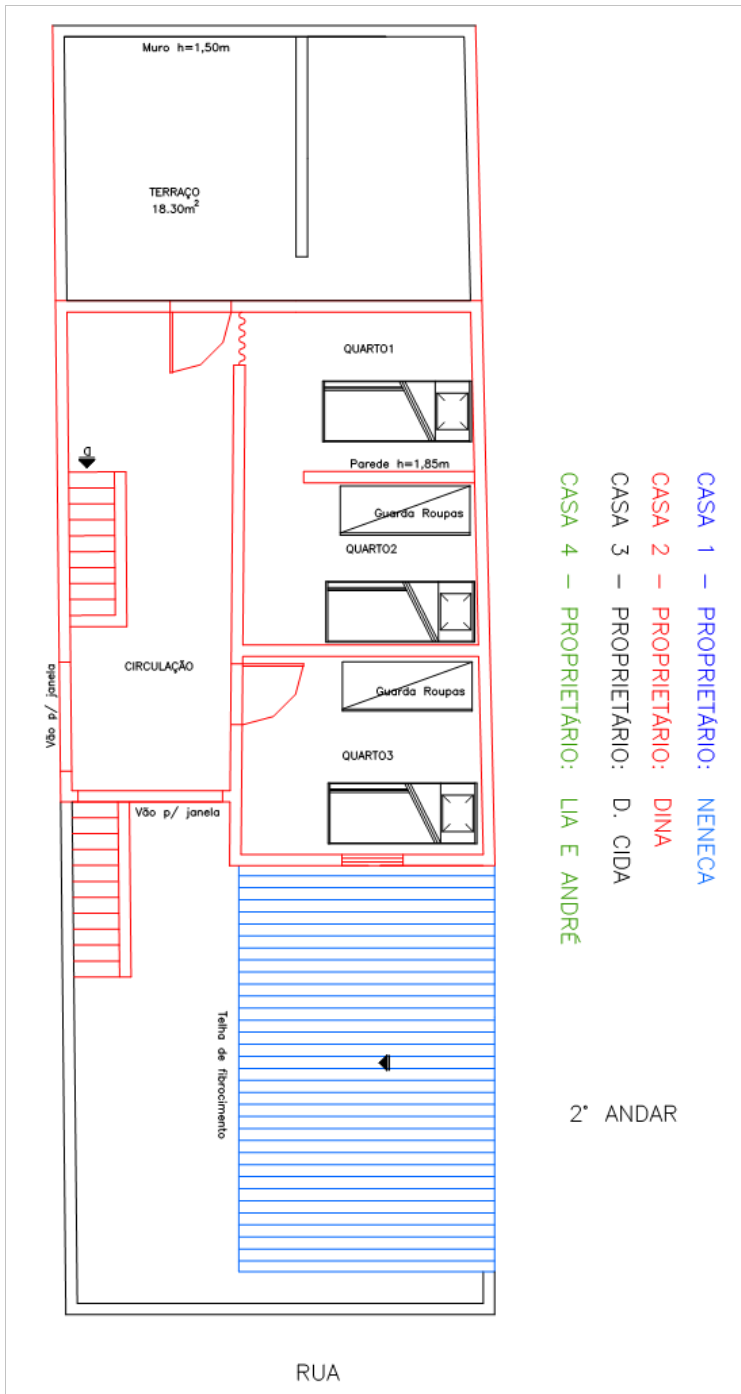 Muro h=1,50m
TERRAÇO
18.30m²
QUARTO1
D
Parede h=1,85m
Guarda Roupas
QUARTO2
CIRCULAÇÃO
Vão p/ janela
Guarda Roupas
QUARTO3
Vão p/ janela
Telha de fibrocimento
CASA 1 – PROPRIETÁRIO: NENECA
CASA 2 – PROPRIETÁRIO: DINA
CASA 3 – PROPRIETÁRIO: D. CIDA
CASA 4 – PROPRIETÁRIO: LIA E ANDRÉ
2° ANDAR
RUA